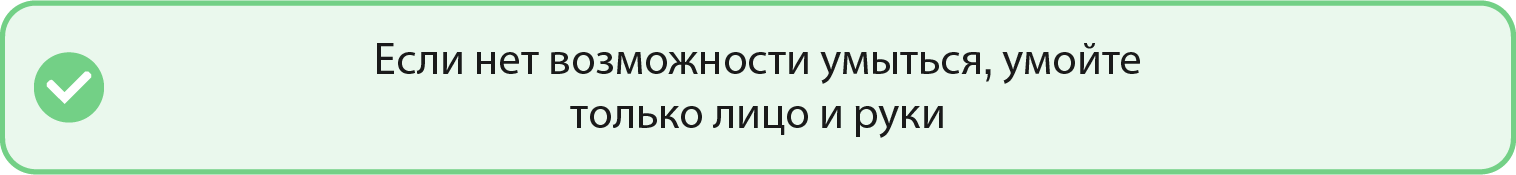 Если нет возможности умыться, умойте
только лицо и руки